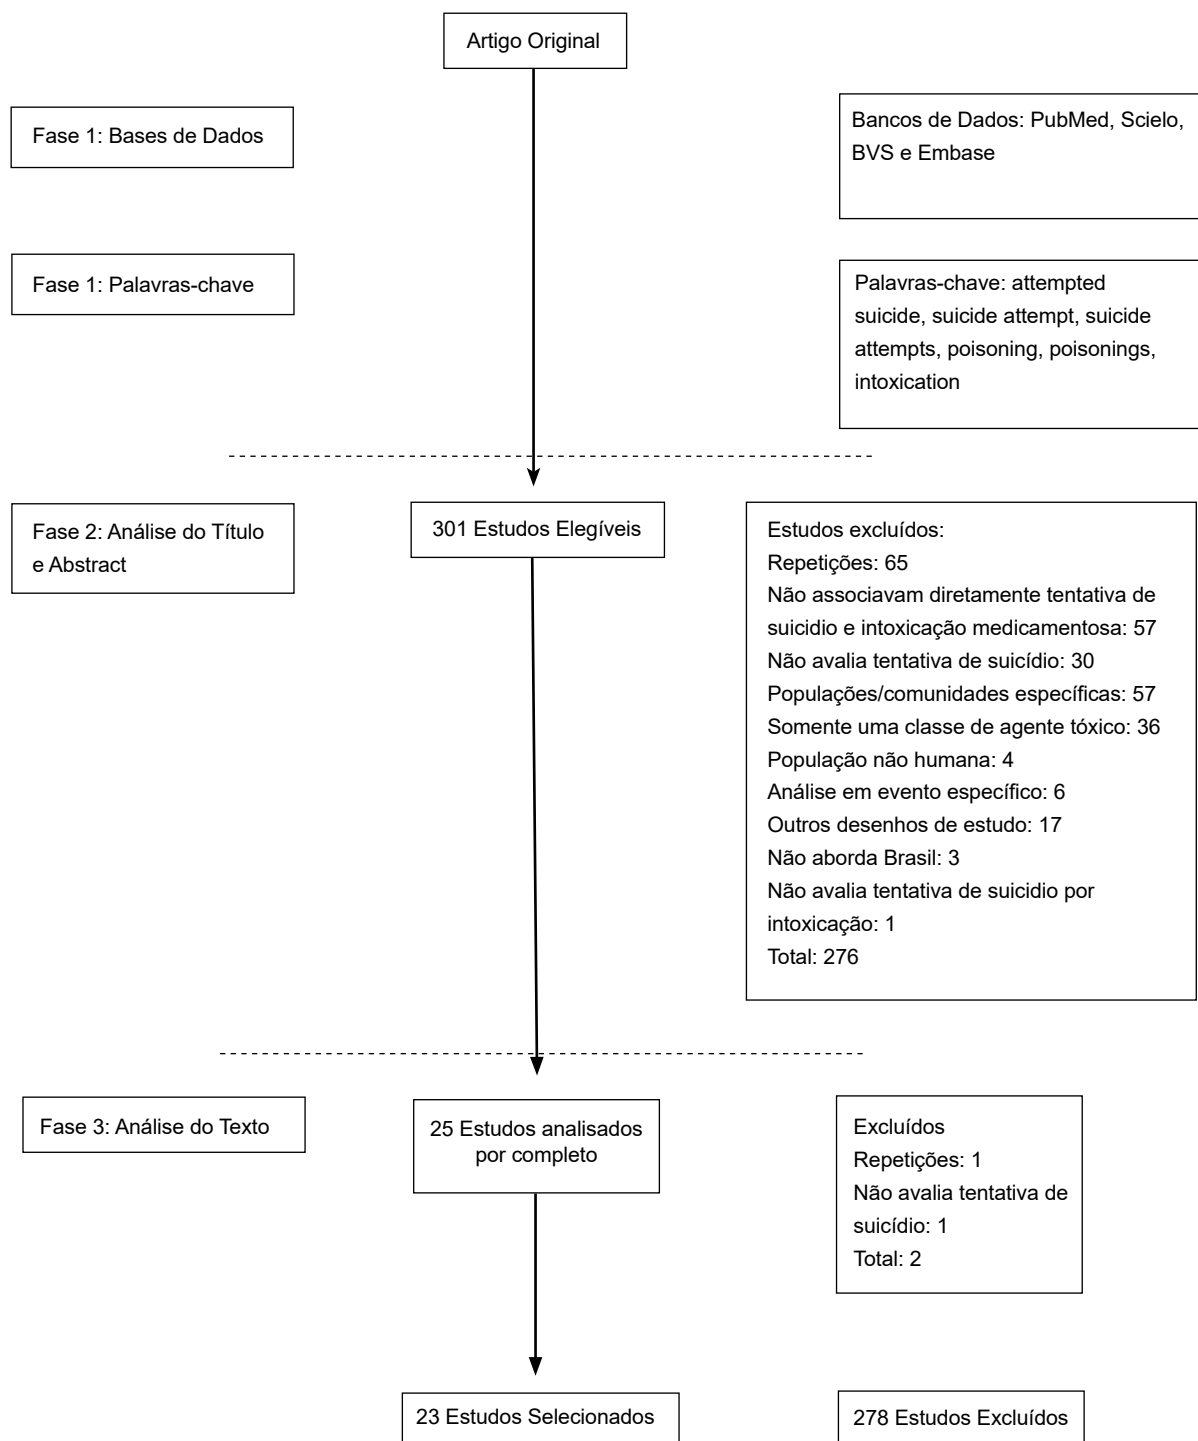 Artigo Original
Fase 1: Bases de Dados
Bancos de Dados: PubMed, Scielo,
BVS e Embase
Fase 1: Palavras-chave
Palavras-chave: attempted
suicide, suicide attempt, suicide
attempts, poisoning, poisonings,
intoxication
Fase 2: Análise do Título
e Abstract
301 Estudos Elegíveis
Estudos excluídos:
Repetições: 65
Não associavam diretamente tentativa de
suicidio e intoxicação medicamentosa: 57
Não avalia tentativa de suicídio: 30
Populações/comunidades específicas: 57
Somente uma classe de agente tóxico: 36
População não humana: 4
Análise em evento específico: 6
Outros desenhos de estudo: 17
Não aborda Brasil: 3
Não avalia tentativa de suicidio por
intoxicação: 1
Total: 276
Fase 3: Análise do Texto
25 Estudos analisados
por completo
Excluídos
Repetições: 1
Não avalia tentativa de
suicídio: 1
Total: 2
23 Estudos Selecionados
278 Estudos Excluídos